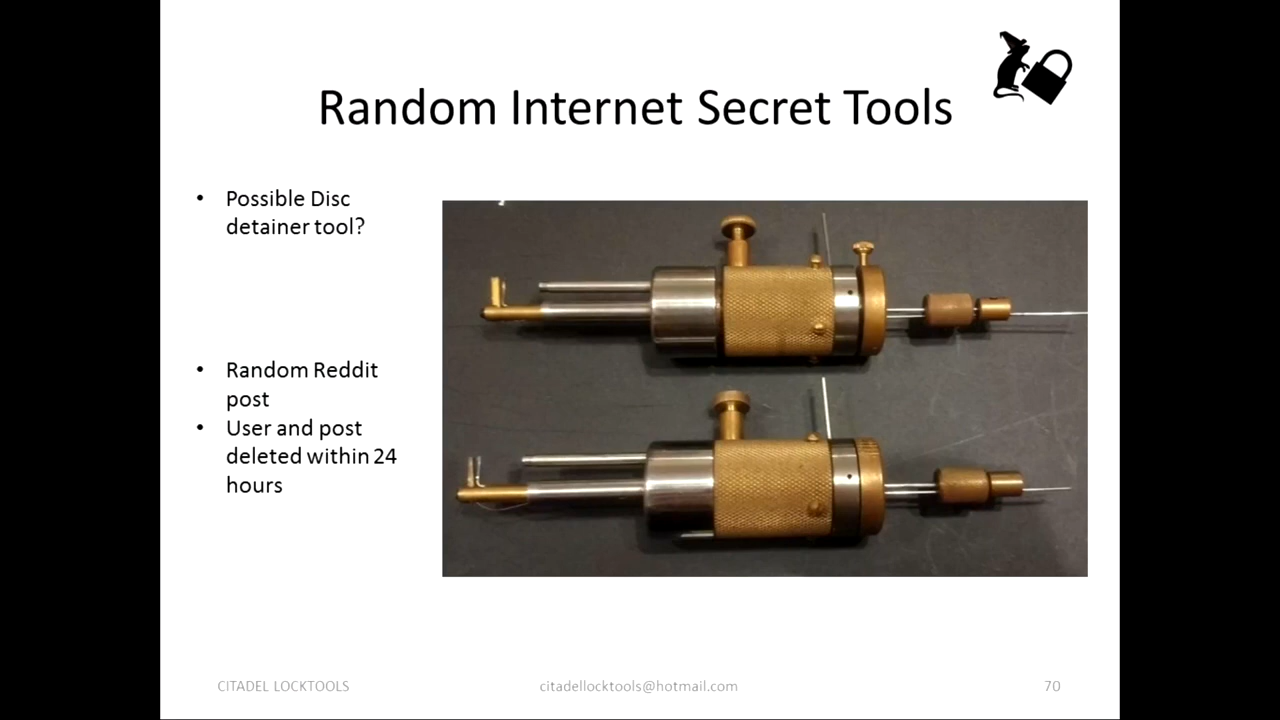 Random Internet Secret Tools
• Possible Disc
detainer tool?
• Random Reddit
post
• User and post
deleted within 24
hours
CITADEL LOCKTOOLS
citadellocktools@hotmail.com
70